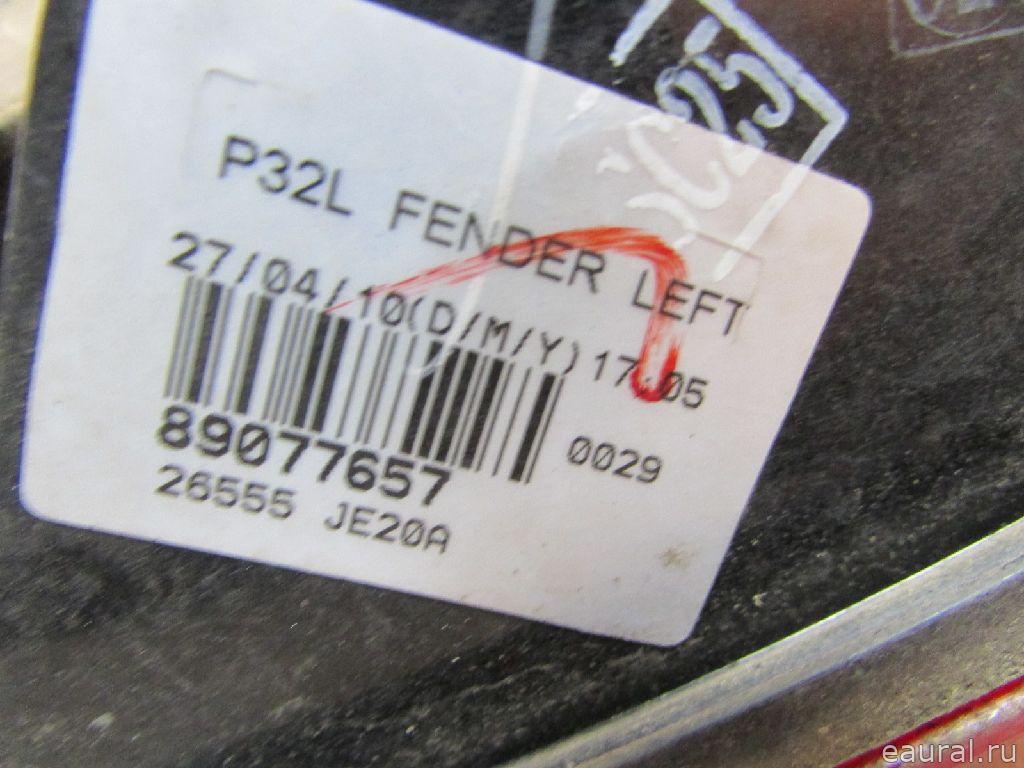 P32L FENDER LEFT
27/04/10(D/M/Y)17:05
0029
89077657
26555 JE20A
eaural.ru